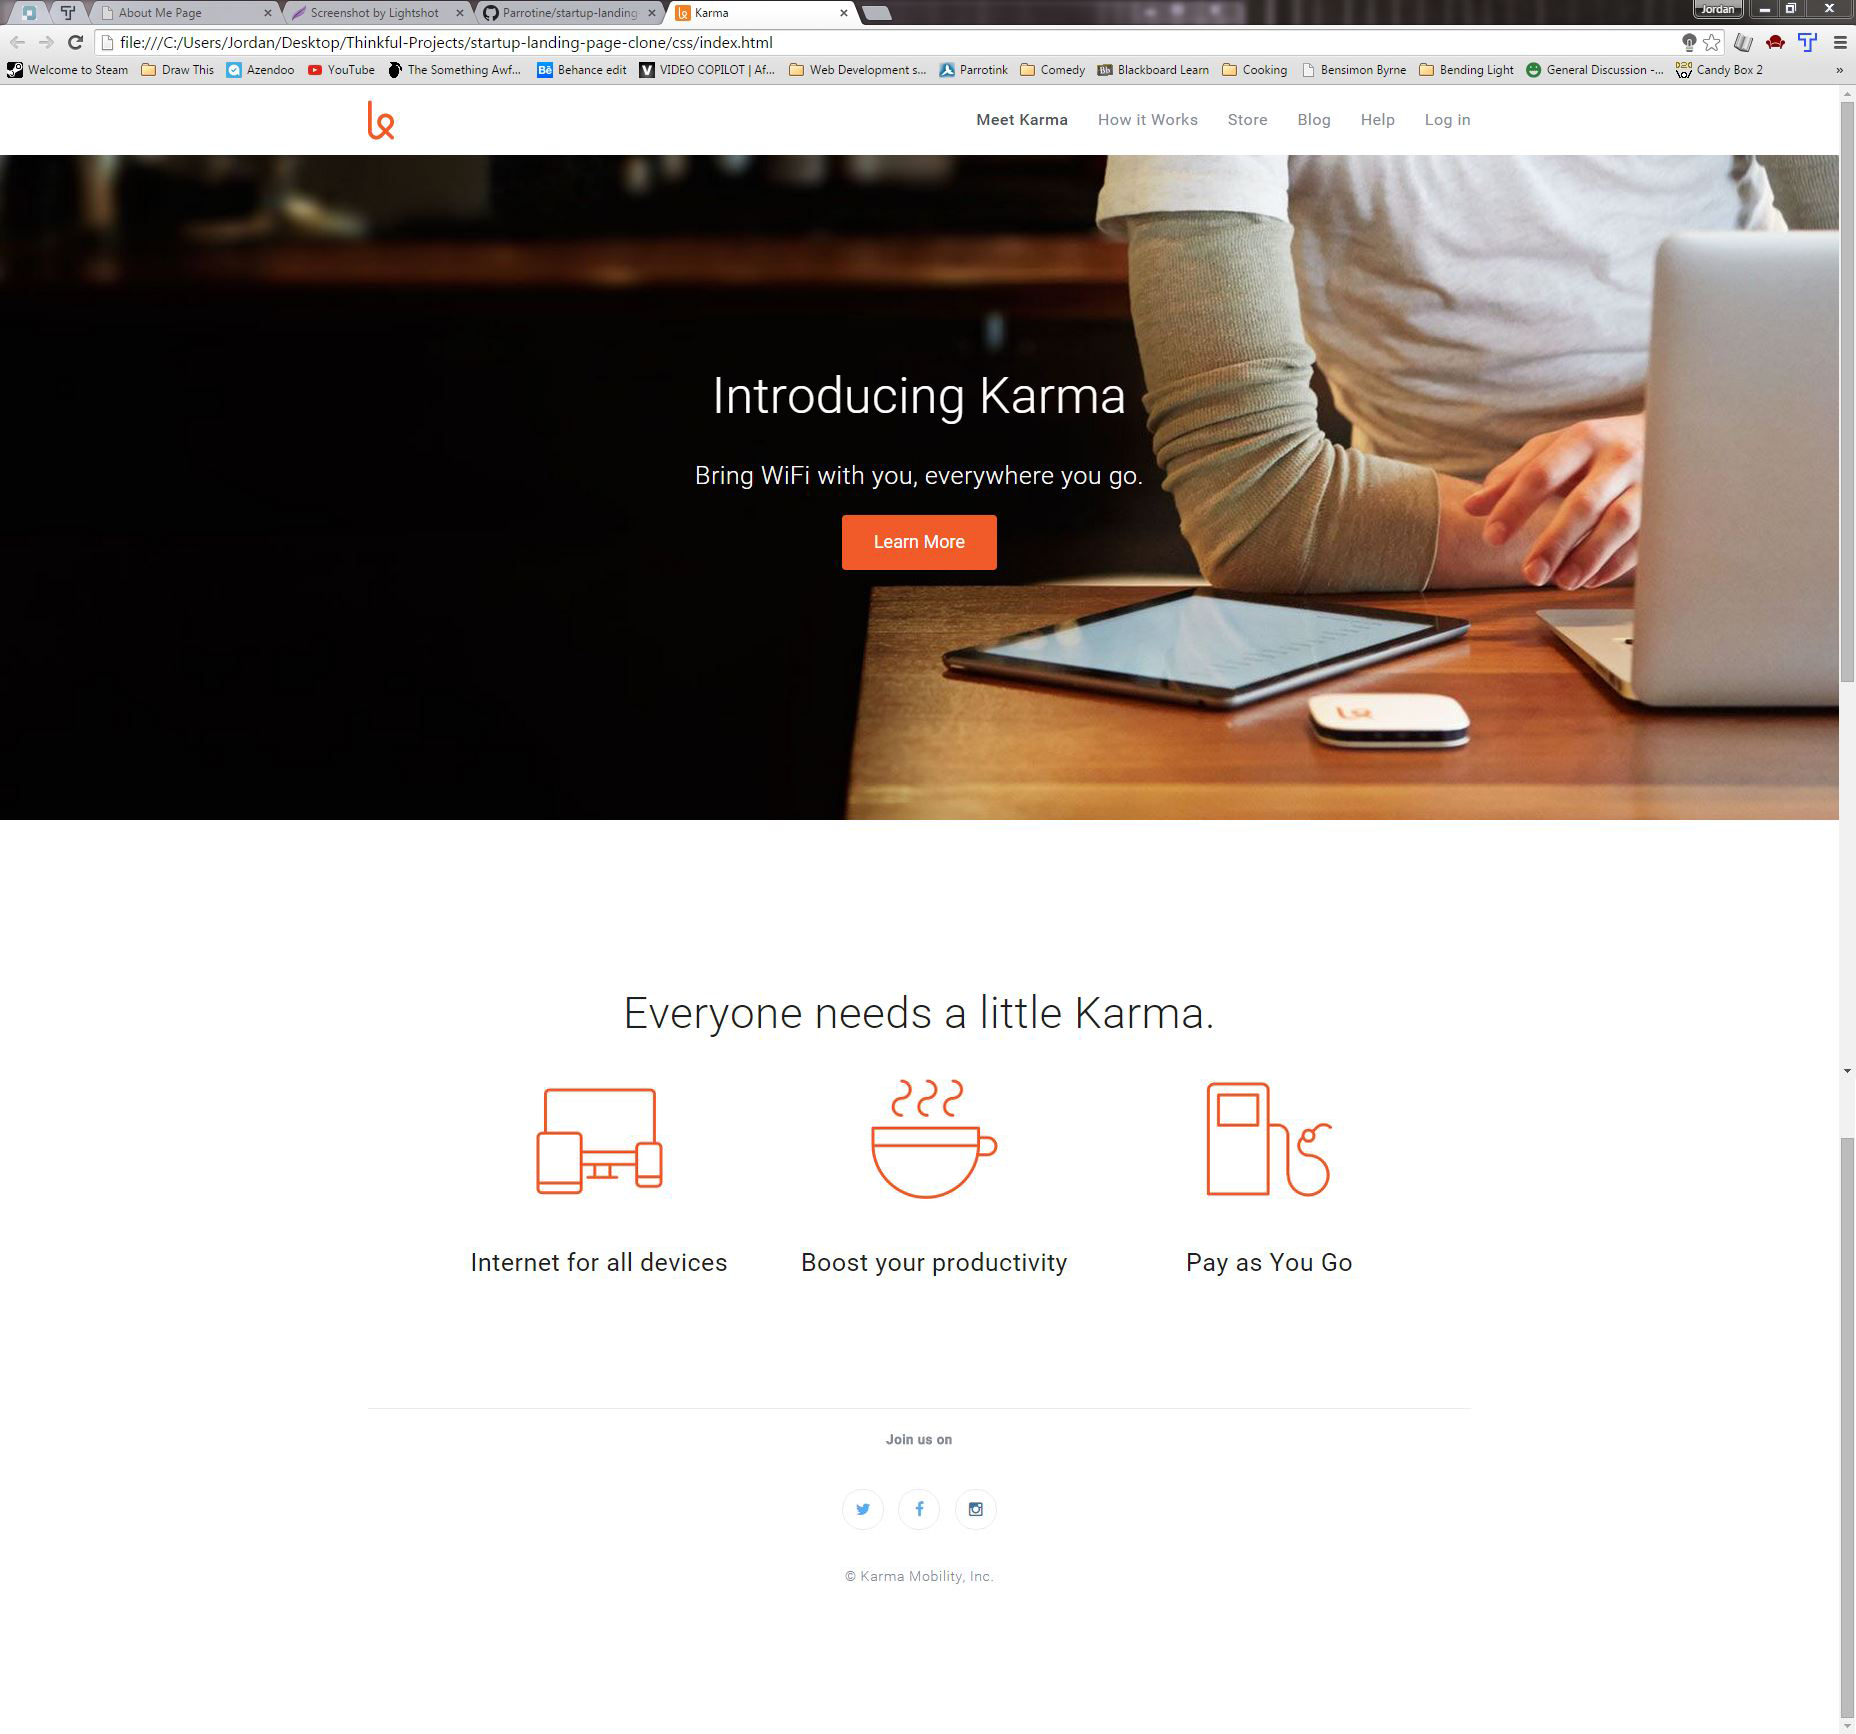 Jordan
About Me Page
Screenshot by Lightshot
Parrotine/startup-landing
Karma
file:///C:/Users/Jordan/Desktop/Thinkful-Projects/startup-landing-page-clone/css/index.html
Welcome to Steam Draw This Azendoo YouTube The Something Awf... Behance edit VIDEO COPILOT | Af... Web Development s... Parrotink Comedy Blackboard Learn Cooking Bensimon Byrne Bending Light General Discussion -... Candy Box 2 »
Meet Karma How it Works Store Blog Help Log in
Introducing Karma
Bring WiFi with you, everywhere you go.
Learn More
Everyone needs a little Karma.
Internet for all devices Boost your productivity Pay as You Go
Join us on
© Karma Mobility, Inc.